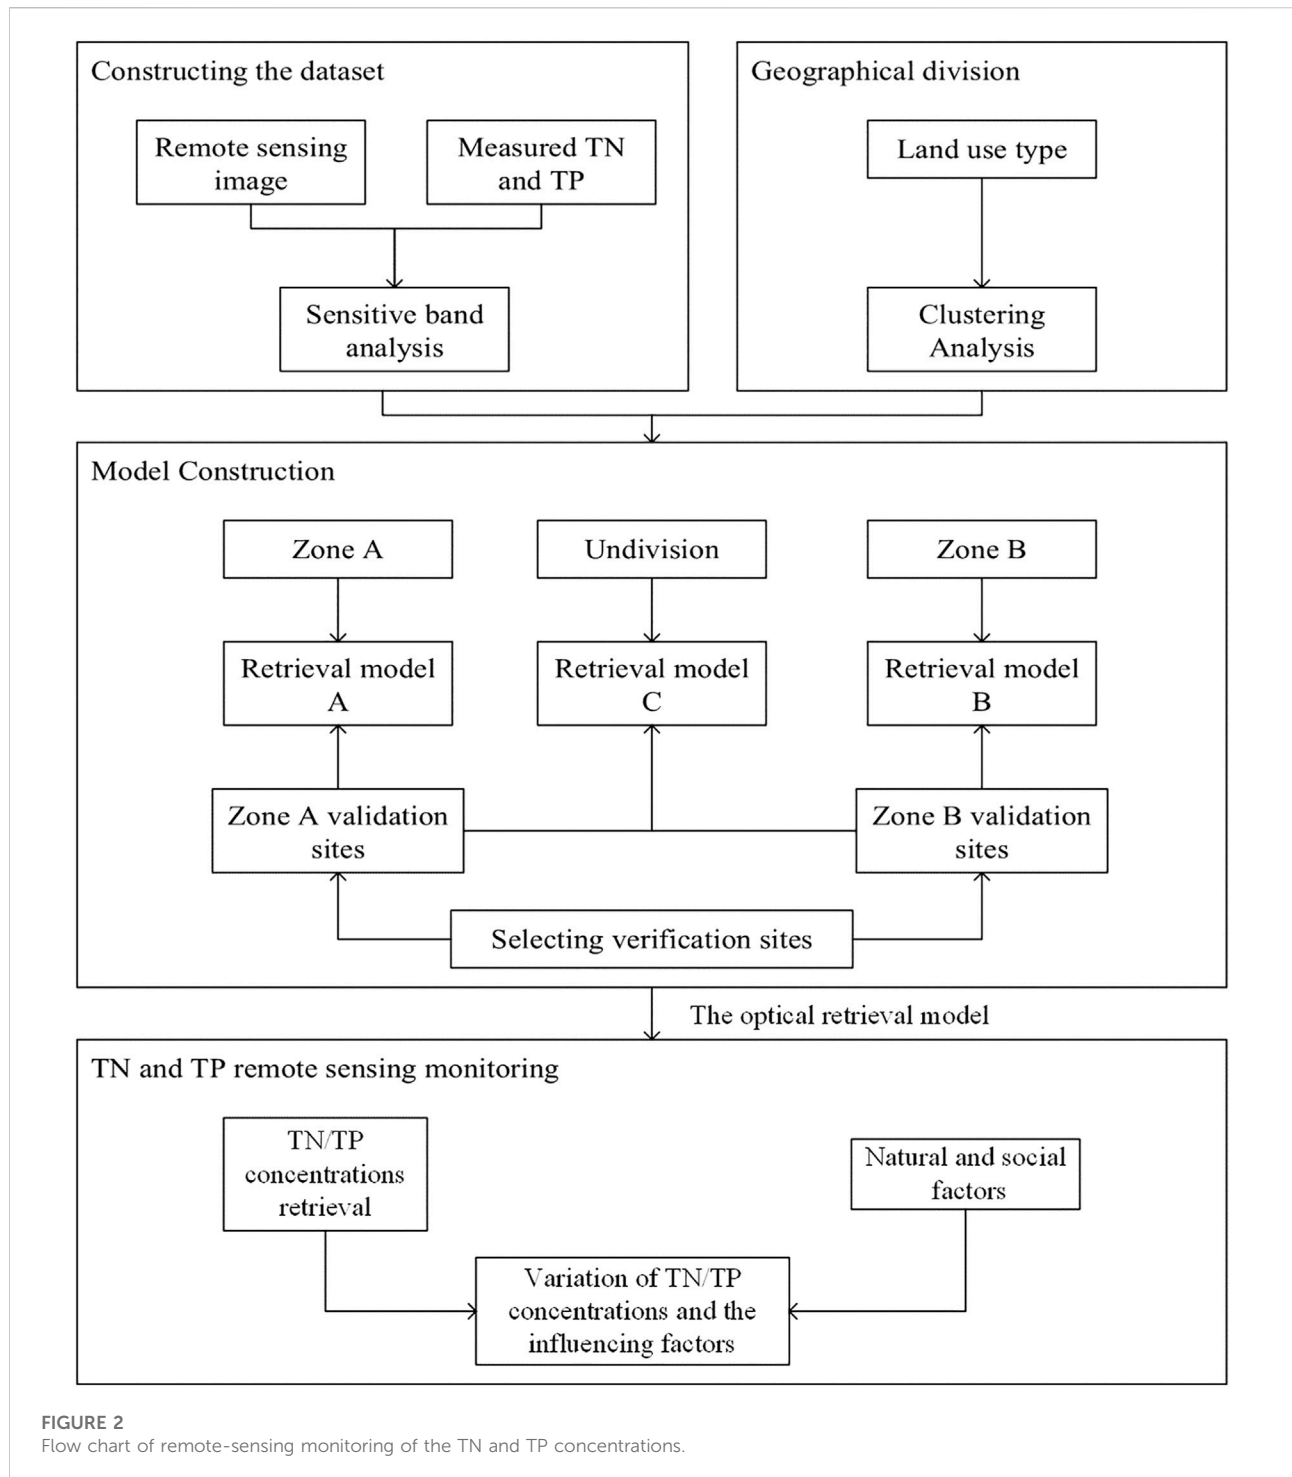 Constructing the dataset
Remote sensing
image
Measured TN
and TP
Sensitive band
analysis
Geographical division
Land use type
Clustering
Analysis
Model Construction
Zone A
Undivision
Zone B
Retrieval model
A
Retrieval model
C
Retrieval model
B
Zone A validation
sites
Zone B validation
sites
Selecting verification sites
The optical retrieval model
TN and TP remote sensing monitoring
TN/TP
concentrations
retrieval
Natural and social
factors
Variation of TN/TP
concentrations and the
influencing factors
FIGURE 2
Flow chart of remote-sensing monitoring of the TN and TP concentrations.